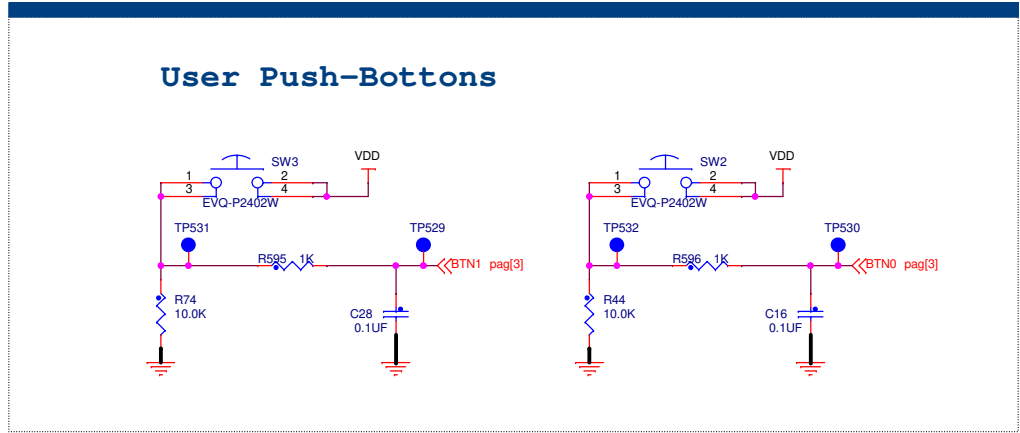 User Push-Bottons
SW3
VDD
1
2
3
4
EVQ-P2402W
TP531
TP529
R595 1K
BTN1 pag[3]
R74
10.0K
C28
0.1UF
SW2
VDD
1
2
3
4
EVQ-P2402W
TP532
TP530
R596 1K
BTN0 pag[3]
R44
10.0K
C16
0.1UF